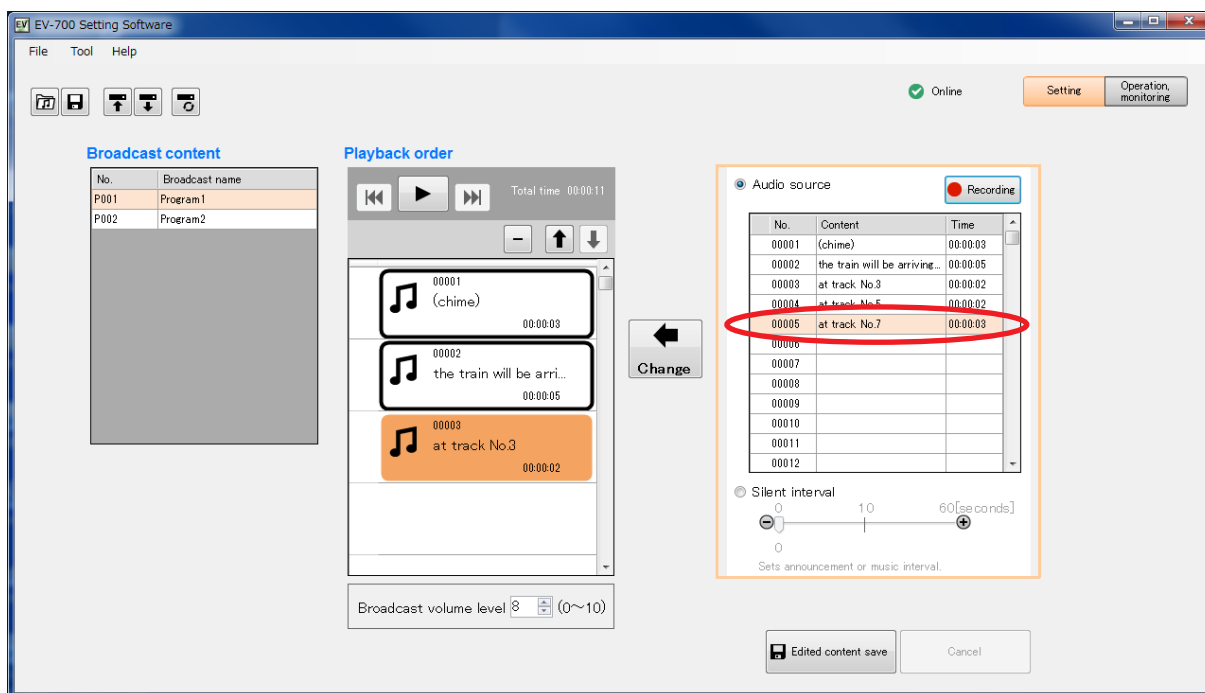 EV EV-700 Setting Software
File Tool Help
Online
Setting
Operation,
monitoring
Broadcast content
No. Broadcast name
P001 Program1
P002 Program2
Playback order
Total time 00:00:11
00001
(chime)
00:00:03
00002
the train will be arri...
00:00:05
00003
at track No.3
00:00:02
Broadcast volume level 8 (0～10)
Change
Audio source
Recording
No. Content Time
00001 (chime) 00:00:03
00002 the train will be arriving... 00:00:05
00003 at track No.3 00:00:02
00004 at track No.5 00:00:02
00005 at track No.7 00:00:03
00006
00007
00008
00009
00010
00011
00012
Silent interval
0 10 60[seconds]
0
Sets announcement or music interval.
Edited content save
Cancel